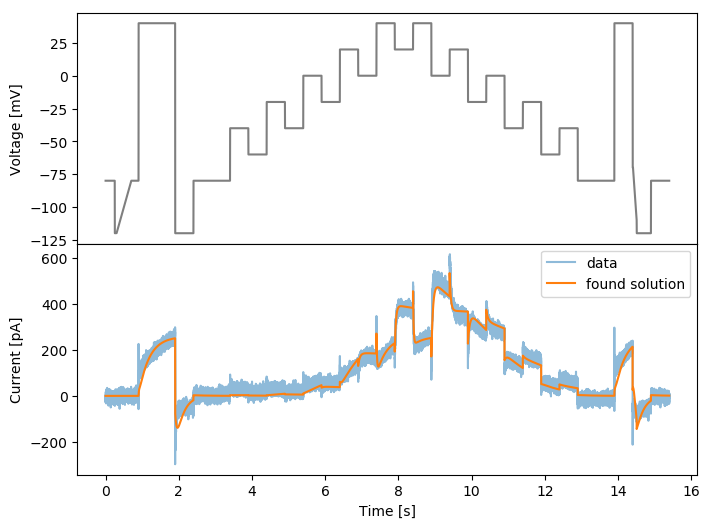 25
0
−25
−50
−75
−100
−125
Voltage [mV]
600
400
200
0
−200
Current [pA]
data
found solution
0 2 4 6 8 10 12 14 16
Time [s]